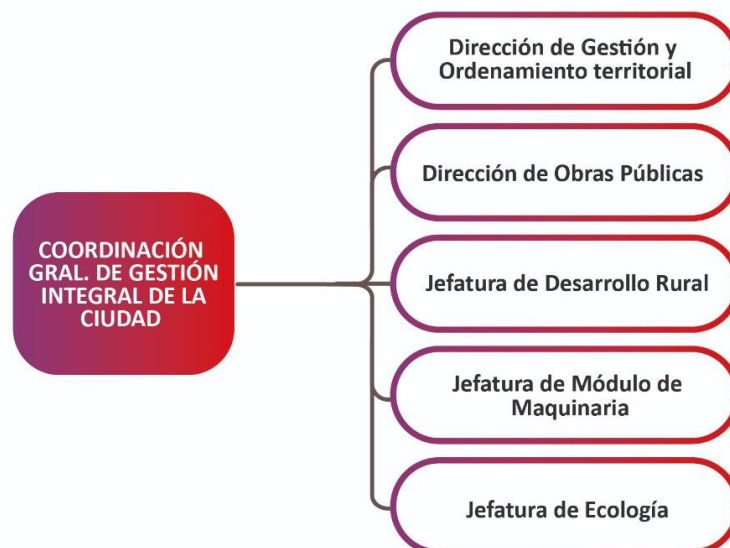 COORDINACIÓN
GRAL. DE GESTIÓN
INTEGRAL DE LA
CIUDAD
Dirección de Gestión y
Ordenamiento territorial
Dirección de Obras Públicas
Jefatura de Desarrollo Rural
Jefatura de Módulo de
Maquinaria
Jefatura de Ecología